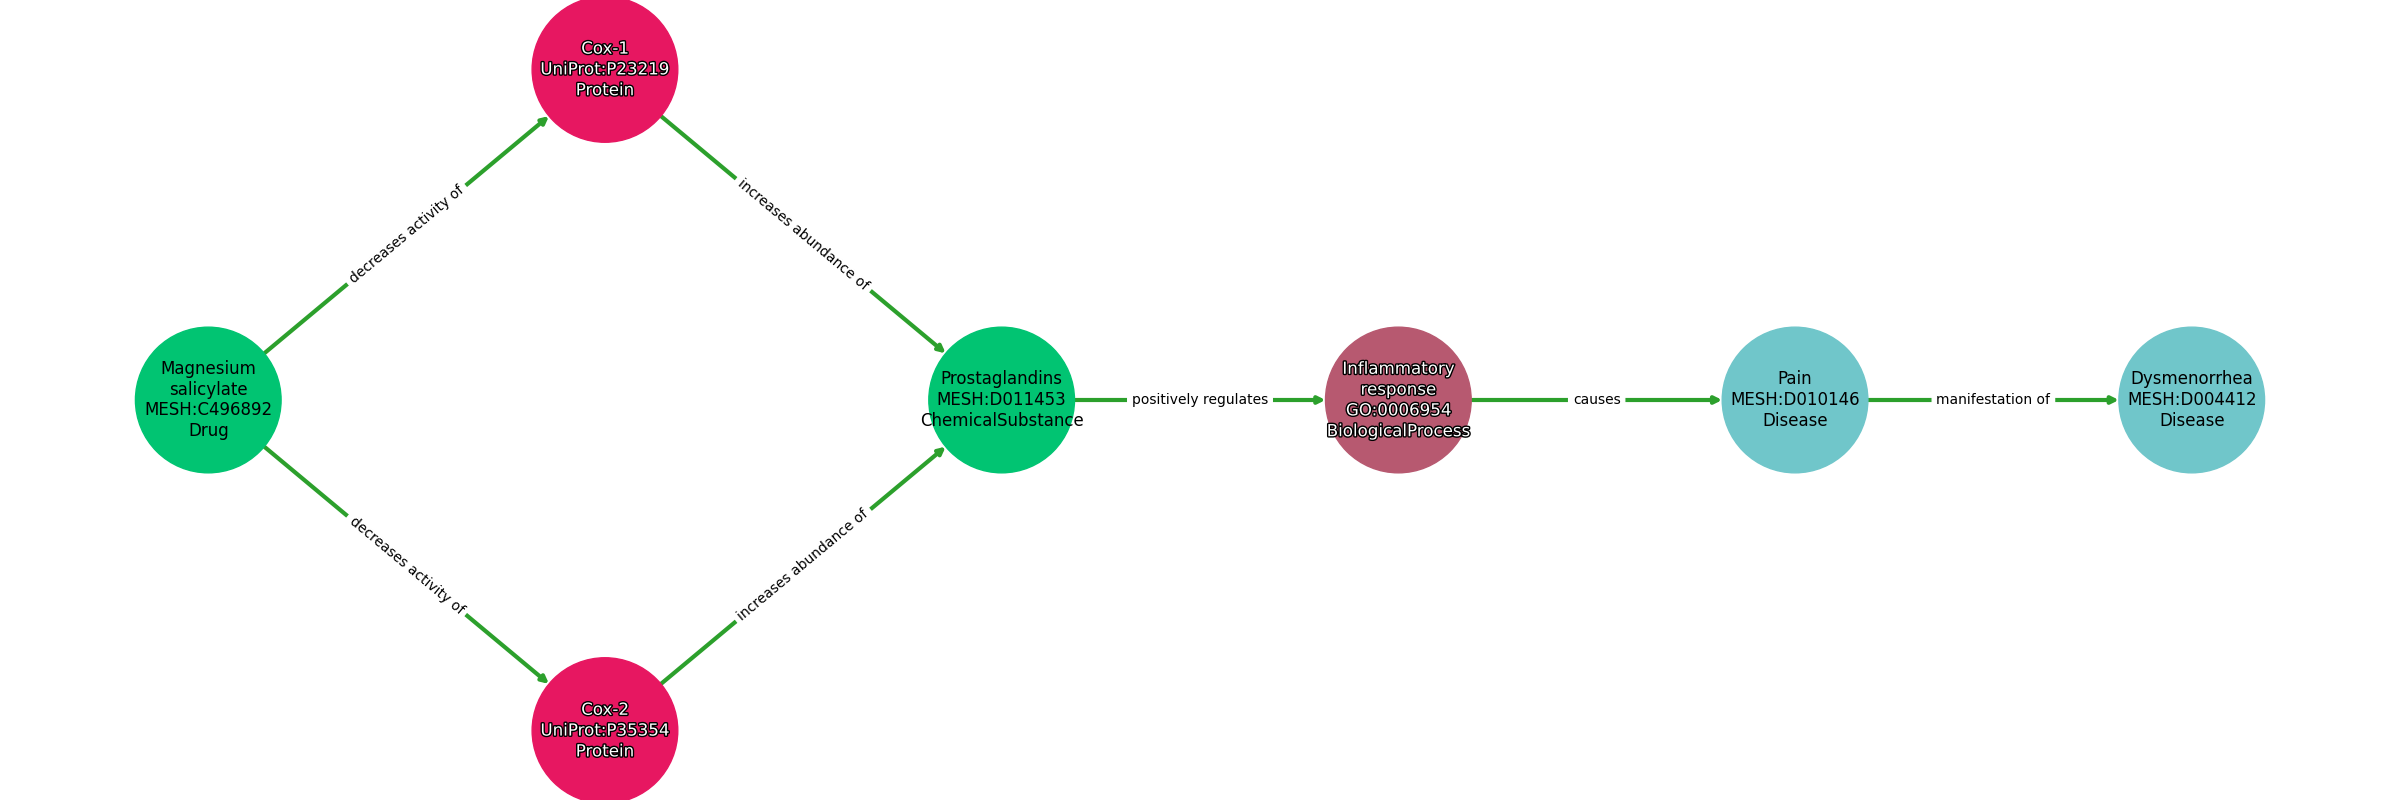 Cox-1
UniProt:P23219
Protein
decreases activity of
increases abundance of
Magnesium
salicylate
MESH:C496892
Drug
Prostaglandins
MESH:D011453
ChemicalSubstance
positively regulates
Inflammatory
response
GO:0006954
BiologicalProcess
causes
Pain
MESH:D010146
Disease
manifestation of
Dysmenorrhea
MESH:D004412
Disease
decreases activity of
increases abundance of
Cox-2
UniProt:P35354
Protein